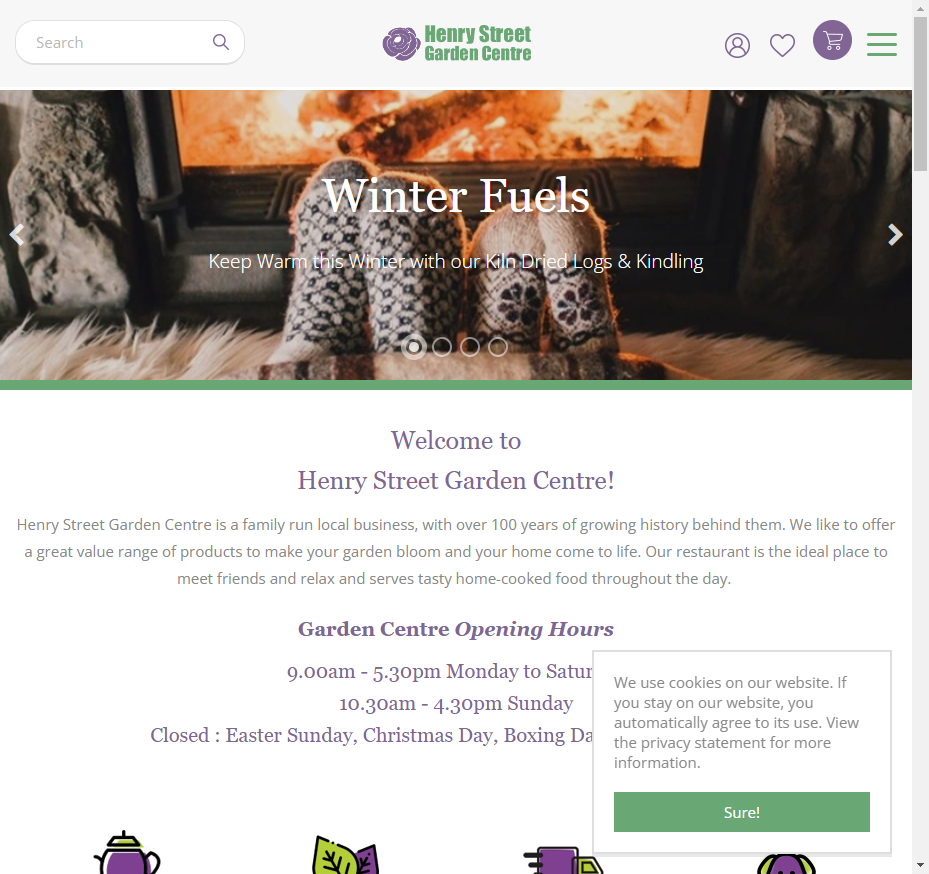 Search
Henry Street
Garden Centre
Winter Fuels
Keep Warm this Winter with our Kiln Dried Logs & Kindling
Welcome to
Henry Street Garden Centre!
Henry Street Garden Centre is a family run local business, with over 100 years of growing history behind them. We like to offer
a great value range of products to make your garden bloom and your home come to life. Our restaurant is the ideal place to
meet friends and relax and serves tasty home-cooked food throughout the day.
Garden Centre Opening Hours
9.00am - 5.30pm Monday to Satur
10.30am - 4.30pm Sunday
Closed : Easter Sunday, Christmas Day, Boxing Da
We use cookies on our website. If
you stay on our website, you
automatically agree to its use. View
the privacy statement for more
information.
Sure!